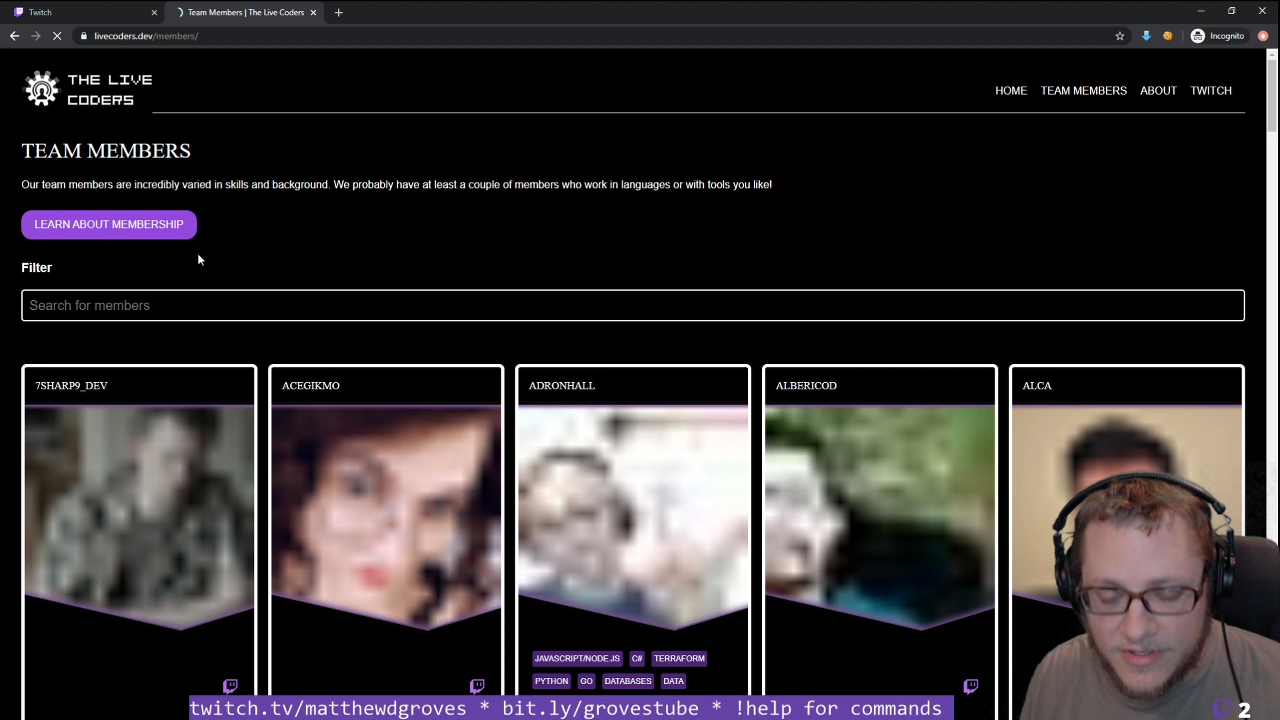 Twitch
Team Members | The Live Coders
livecoders.dev/members/
Incognito
THE LIVE
CODERS
HOME TEAM MEMBERS ABOUT TWITCH
TEAM MEMBERS
Our team members are incredibly varied in skills and background. We probably have at least a couple of members who work in languages or with tools you like!
LEARN ABOUT MEMBERSHIP
Filter
Search for members
7SHARP9_DEV
ACEGIKMO
ADRONHALL
ALBERICOD
ALCA
JAVASCRIPT/NODE.JS C# TERRAFORM
PYTHON GO DATABASES DATA
twitch.tv/matthewdgroves * bit.ly/grovestube * !help for commands
2